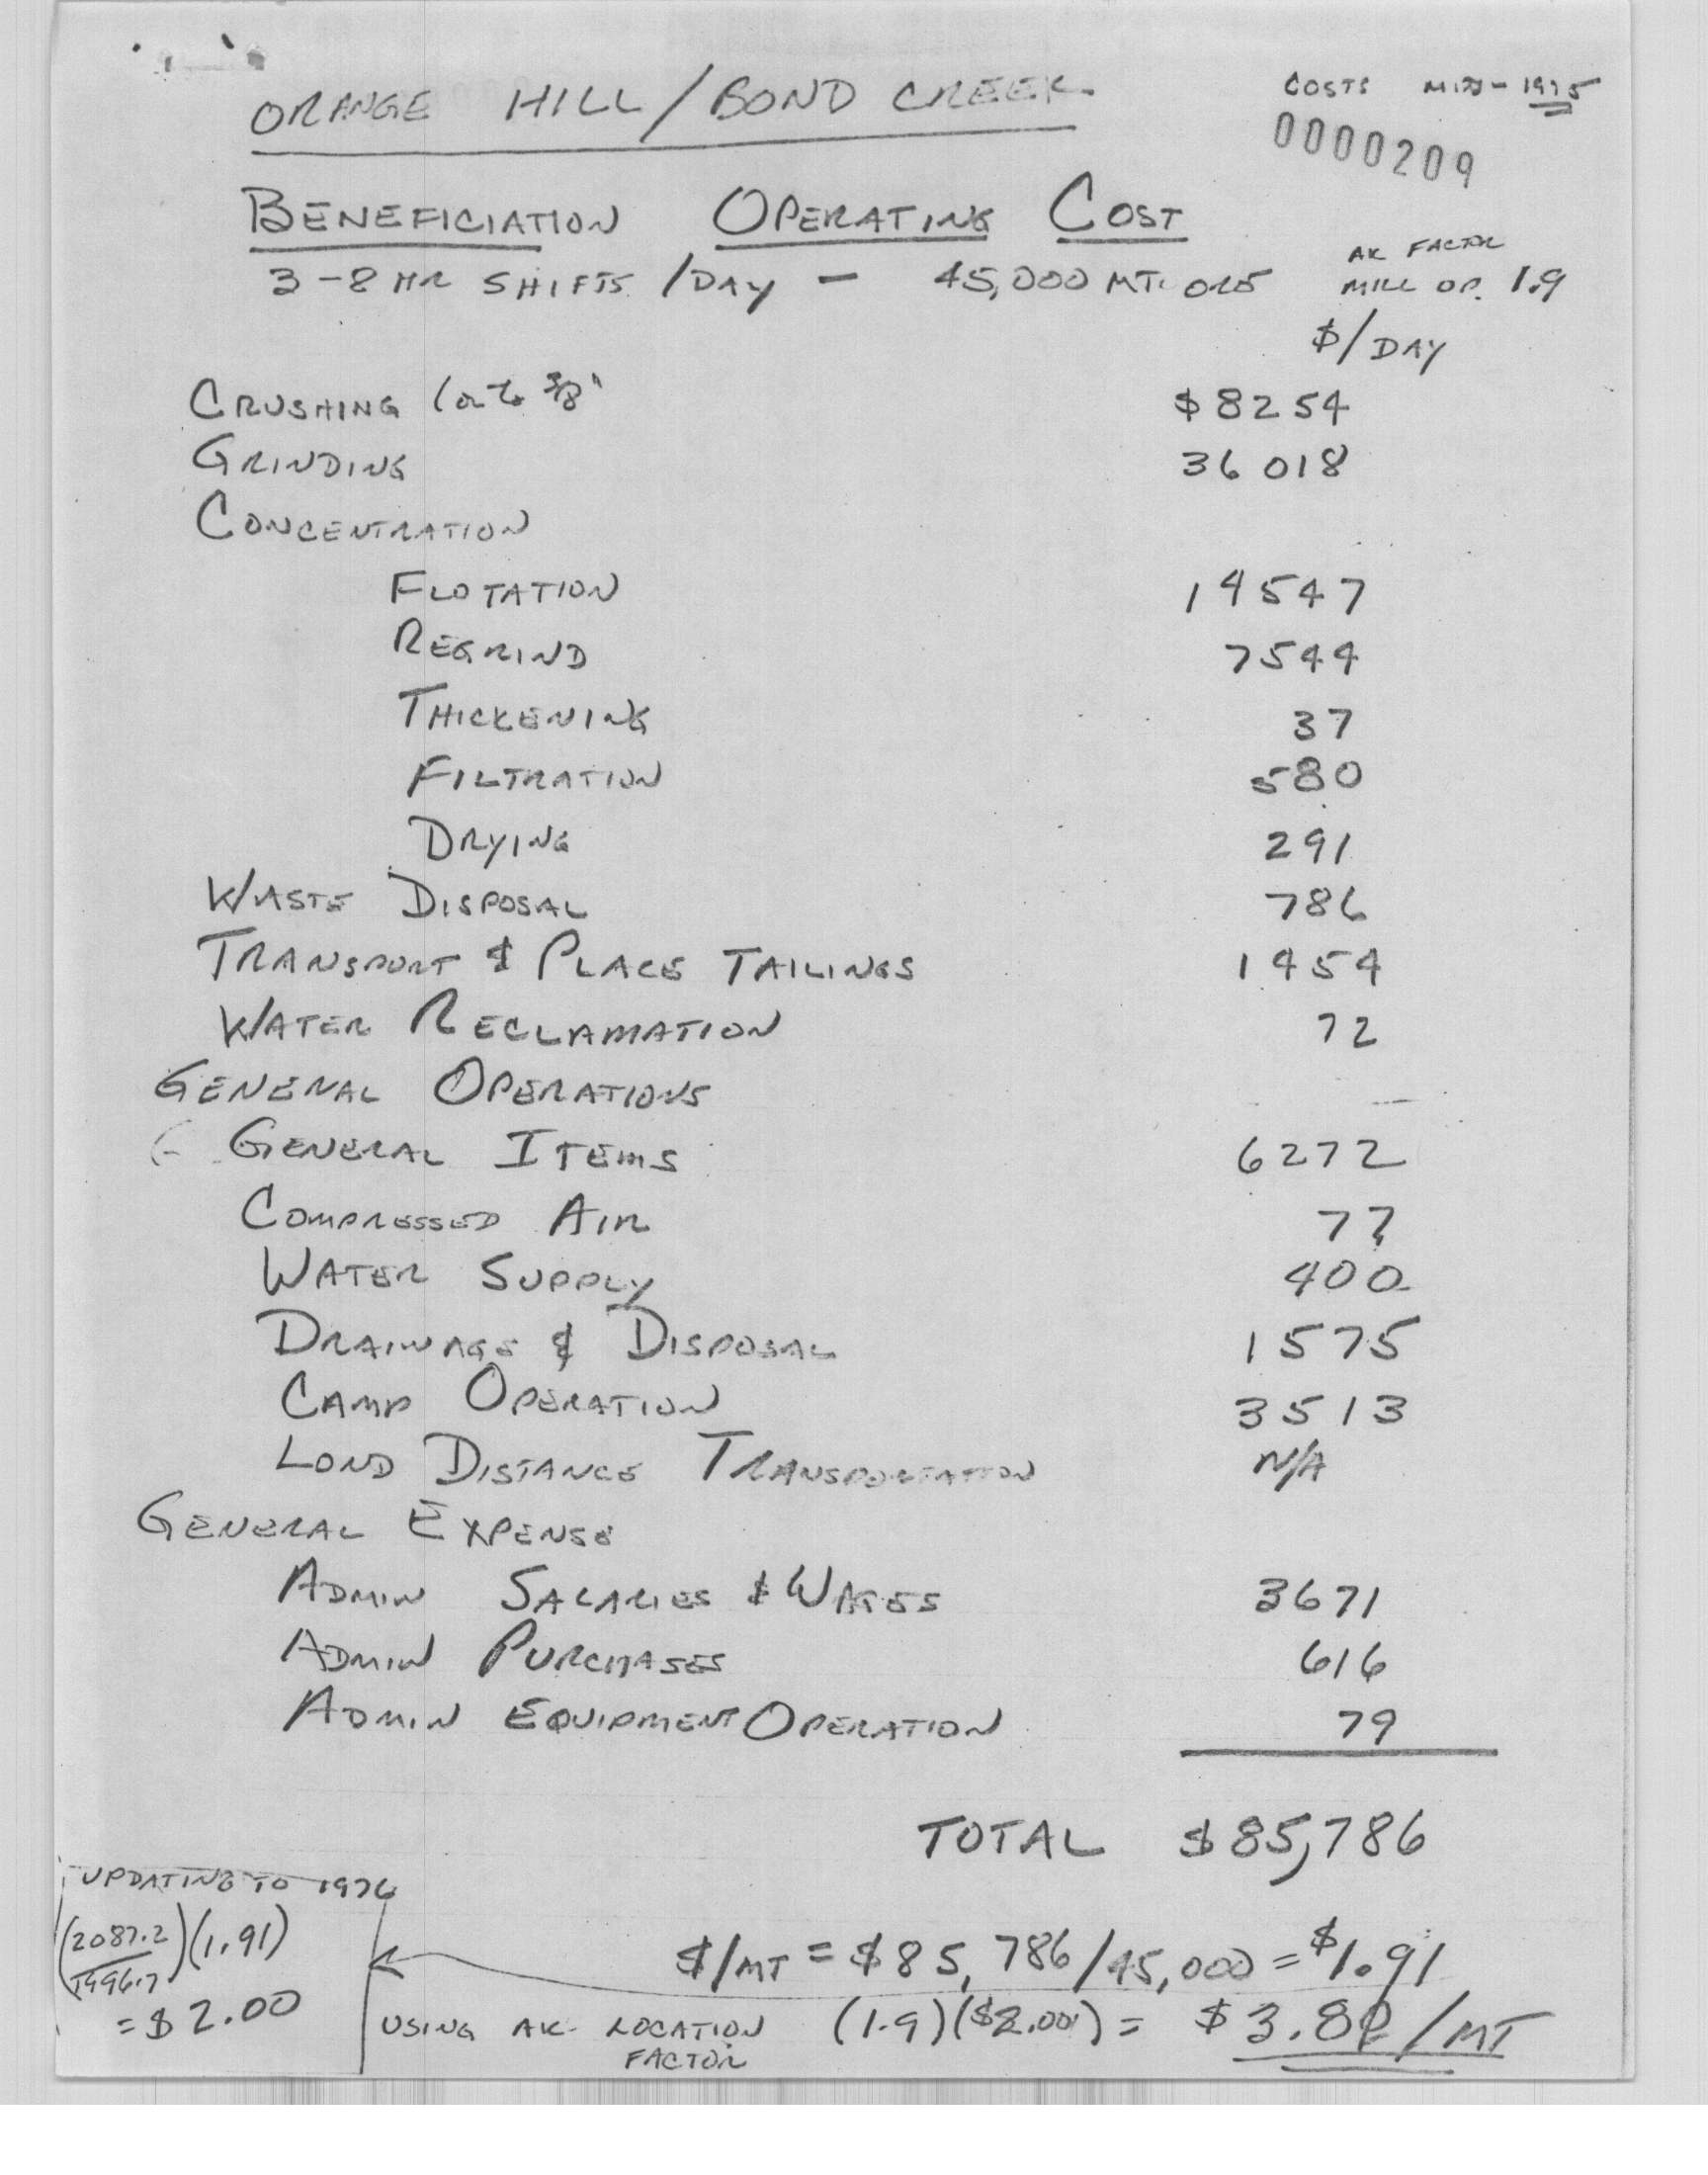 ORANGE HILL/BOND CREEK
COSTS MID-1975
0000209
BENEFICIATION OPERATING COST
AK FACTOR
3-8 HR SHIFTS /DAY - 45,000 MT. ORE MILL OP. 1.9
$/DAY
CRUSHING 3/8" $8254
GRINDING 36018
CONCENTRATION
FLOTATION 14547
REGRIND 7544
THICKENING 37
FILTRATION 580
DRYING 291
WASTE DISPOSAL 786
TRANSPORT & PLACE TAILINGS 1454
WATER RECLAMATION 72
GENERAL OPERATIONS
GENERAL ITEMS 6272
COMPRESSED AIR 77
WATER SUPPLY 400
DRAINAGE & DISPOSAL 1575
CAMP OPERATION 3513
LOND DISTANCE TRANSPORTATION N/A
GENERAL EXPENSE
ADMIN SALARIES & WAGES 3671
ADMIN PURCHASES 616
ADMIN EQUIPMENT OPERATION 79
TOTAL $85,786
UPDATING TO 1976
(2087.2/1996.7)(1.91)
= $2.00
$/MT = $85,786/45,000 = $1.91
USING AK. LOCATION (1.9)($2.00) = $3.80/MT
FACTOR